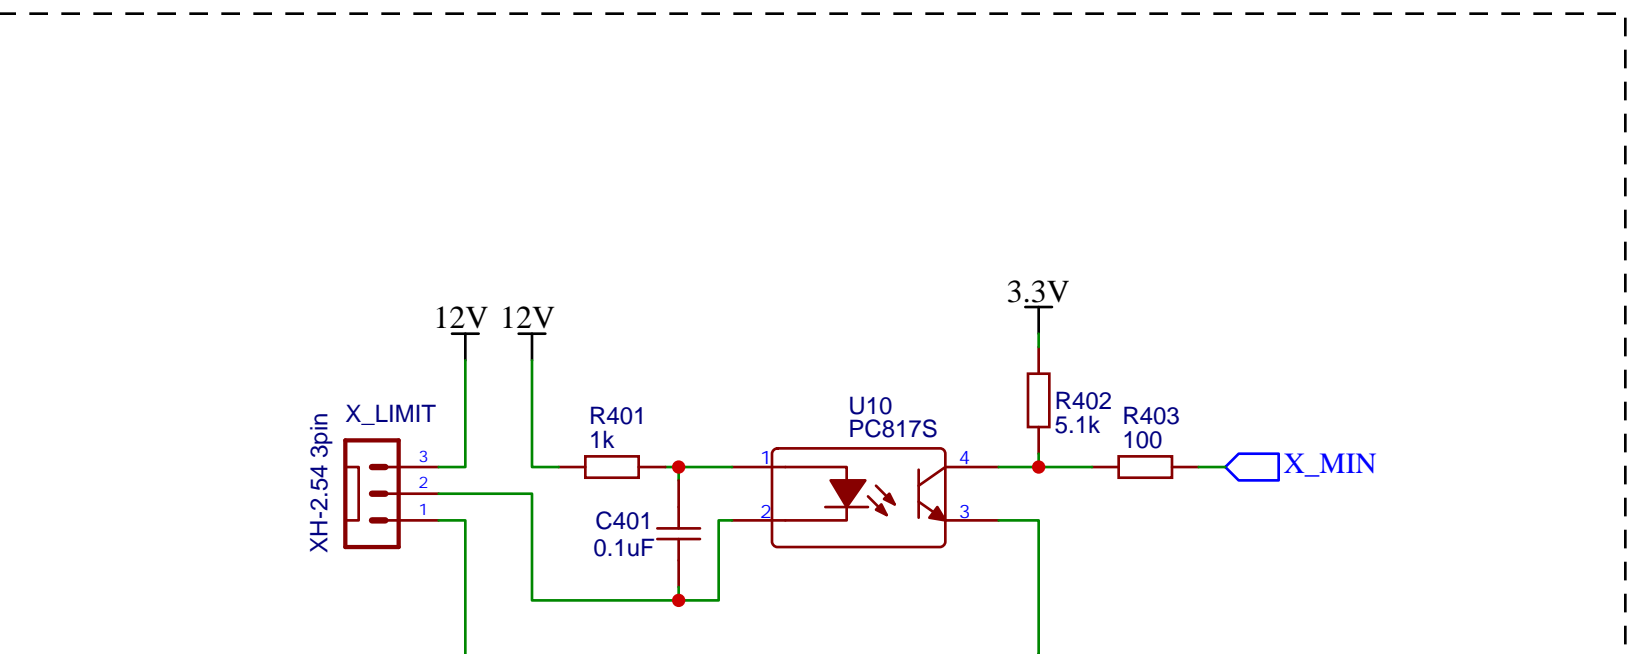 3.3V
12V 12V
X_LIMIT
XH-2.54 3pin
3
2
1
R401
1k
C401
0.1uF
U10
PC817S
1
2
4
3
R402
5.1k
R403
100
X_MIN